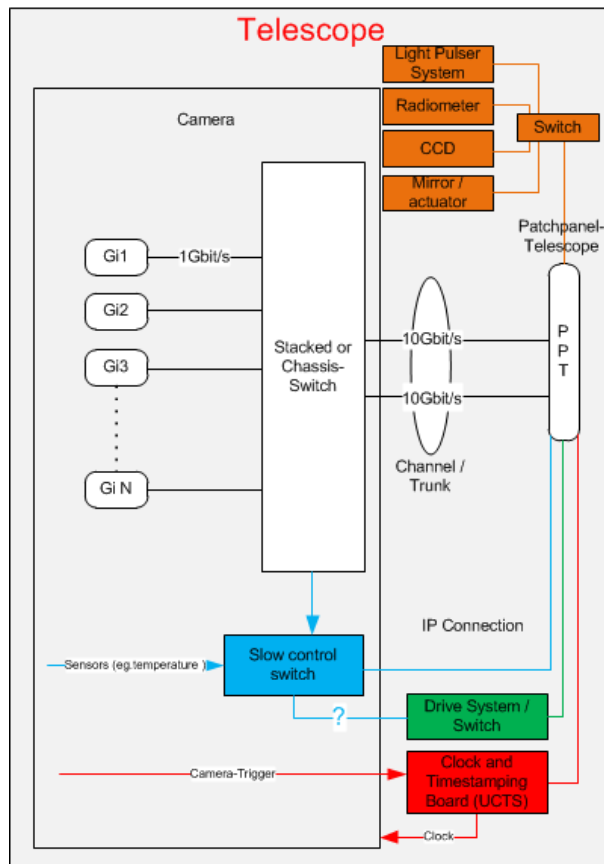 Telescope
Light Pulser
System
Radiometer
CCD
Mirror /
actuator
Switch
Camera
Patchpanel-
Telescope
Gi1
1Gbit/s
Gi2
Gi3
Gi N
Stacked or
Chassis-
Switch
10Gbit/s
10Gbit/s
P
P
T
Channel /
Trunk
IP Connection
Sensors (eg.temperature )
Slow control
switch
?
Drive System /
Switch
Camera-Trigger
Clock and
Timestamping
Board (UCTS)
Clock